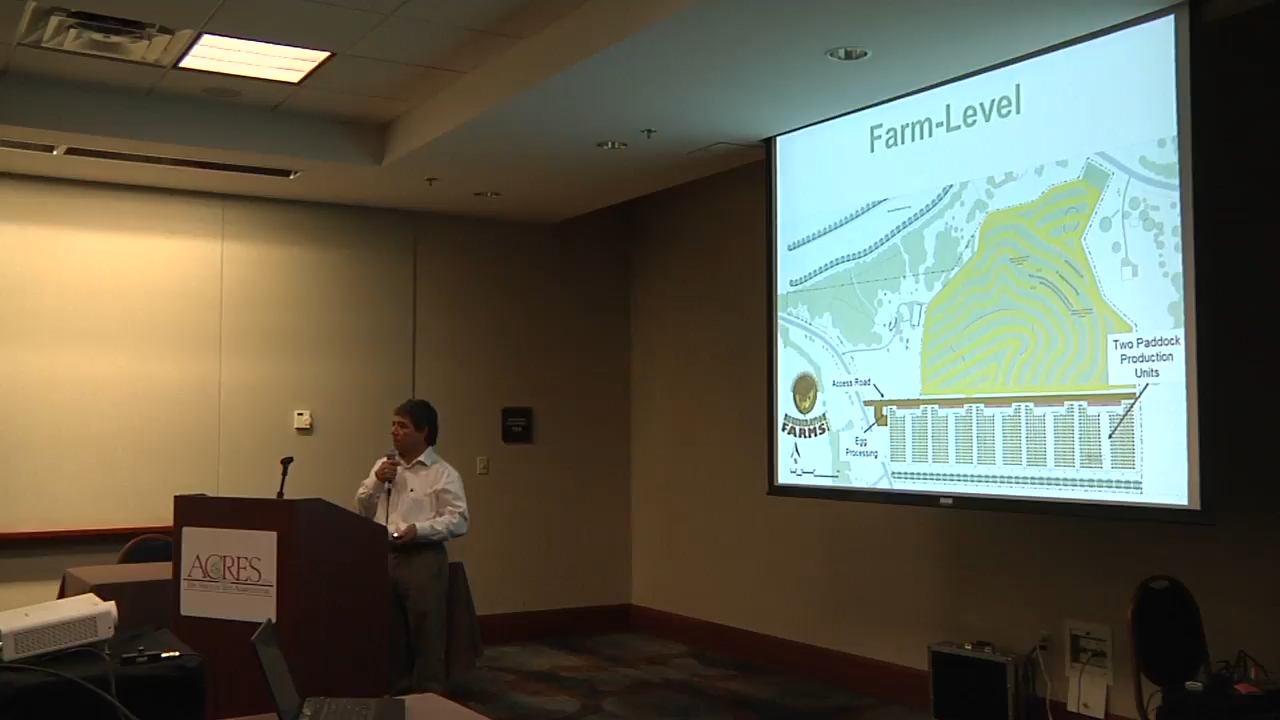 Farm-Level
Two Paddock
Production
Units
Access Road
Egg
Processing
FARMS
ACRES